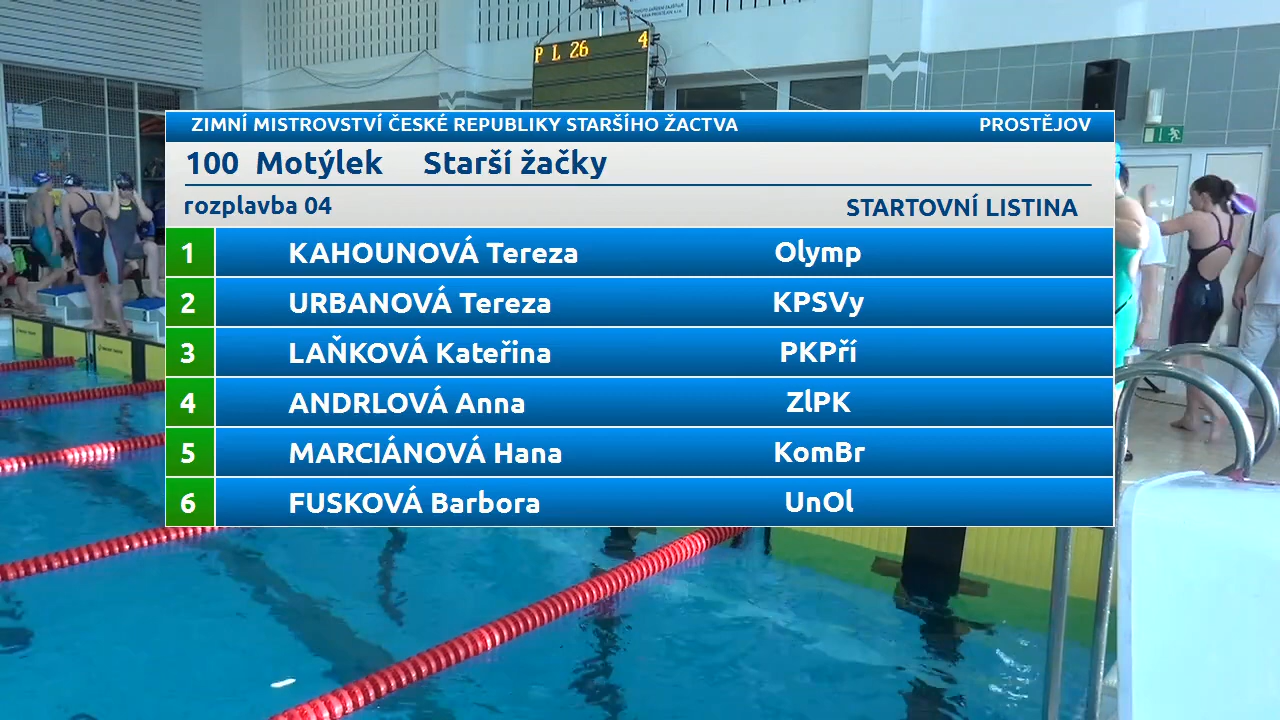 P L 26 4
ZIMNÍ MISTROVSTVÍ ČESKÉ REPUBLIKY STARŠÍHO ŽACTVA PROSTĚJOV
100 Motýlek Starší žačky
rozplavba 04 STARTOVNÍ LISTINA
1 KAHOUNOVÁ Tereza Olymp
2 URBANOVÁ Tereza KPSVy
3 LAŇKOVÁ Kateřina PKPří
4 ANDRLOVÁ Anna ZlPK
5 MARCIÁNOVÁ Hana KomBr
6 FUSKOVÁ Barbora UnOl